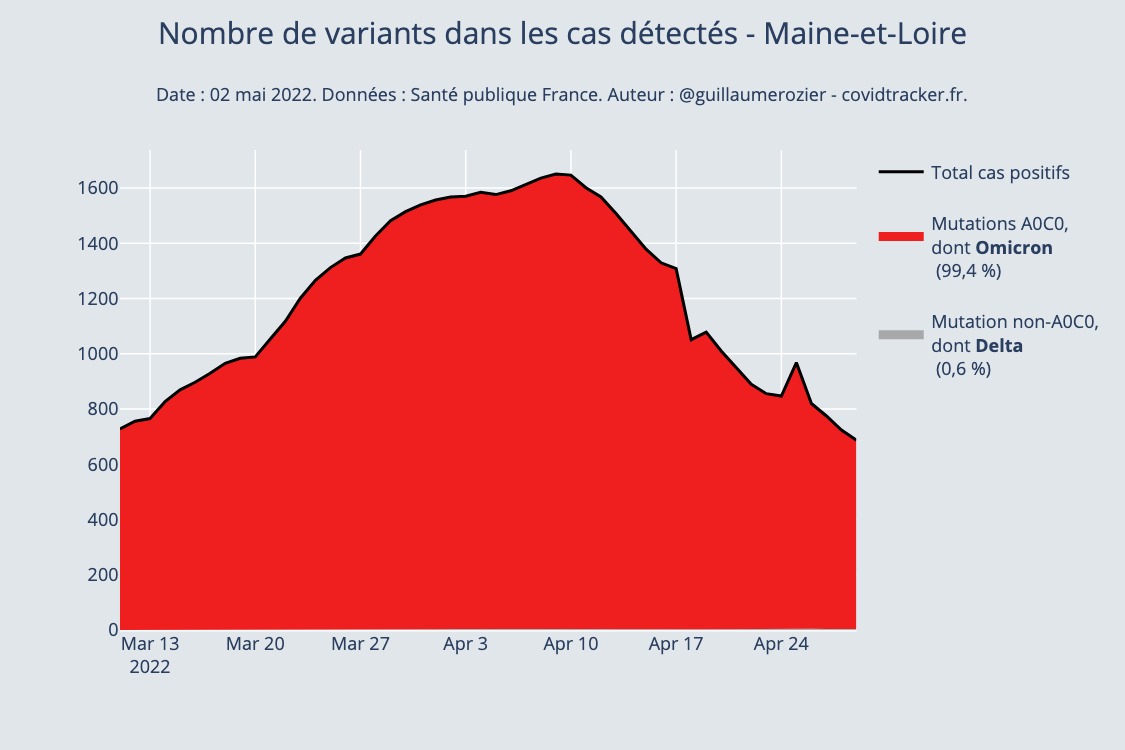 Nombre de variants dans les cas détectés - Maine-et-Loire
Date : 02 mai 2022. Données : Santé publique France. Auteur : @guillaumerozier - covidtracker.fr.
Total cas positifs
Mutations A0C0,
dont Omicron
(99,4 %)
Mutation non-A0C0,
dont Delta
(0,6 %)
1600
1400
1200
1000
800
600
400
200
0
Mar 13 Mar 20 Mar 27 Apr 3 Apr 10 Apr 17 Apr 24
2022